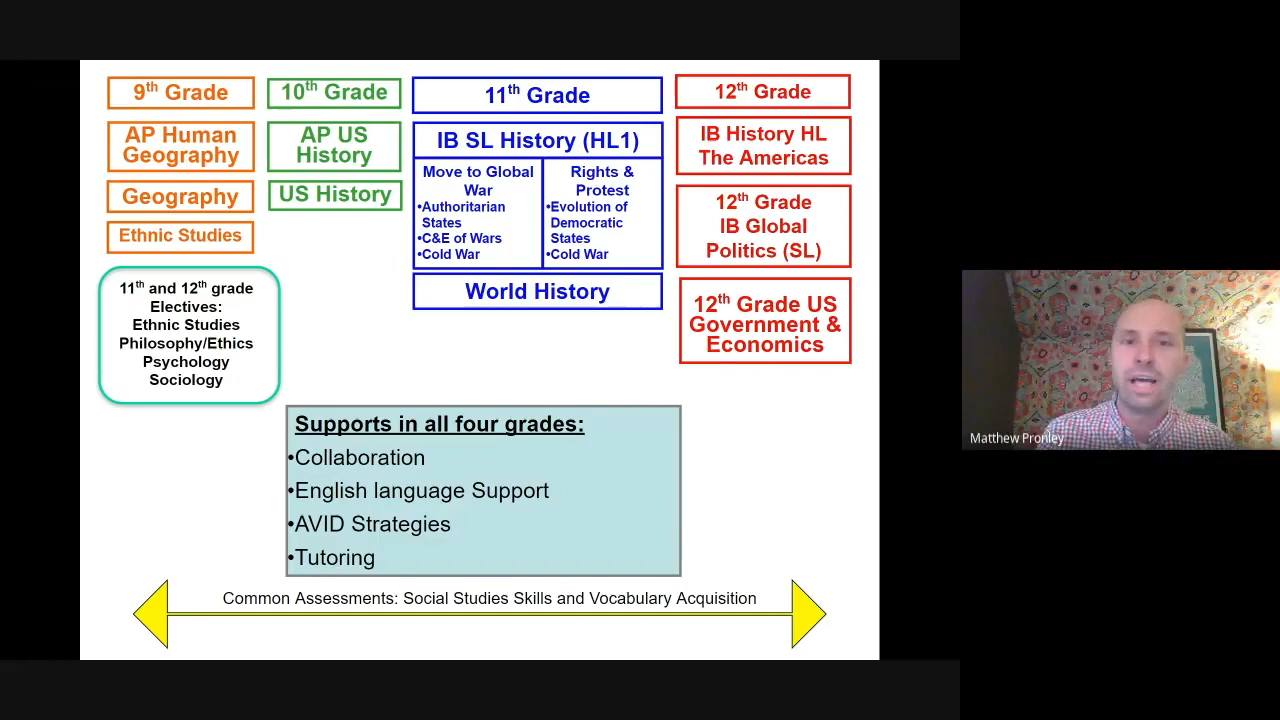 9th Grade
AP Human
Geography
Geography
Ethnic Studies
10th Grade
AP US
History
US History
11th Grade
IB SL History (HL1)
Move to Global
War
•Authoritarian
States
•C&E of Wars
•Cold War
Rights &
Protest
•Evolution of
Democratic
States
•Cold War
World History
12th Grade
IB History HL
The Americas
12th Grade
IB Global
Politics (SL)
12th Grade US
Government &
Economics
11th and 12th grade
Electives:
Ethnic Studies
Philosophy/Ethics
Psychology
Sociology
Supports in all four grades:
•Collaboration
•English language Support
•AVID Strategies
•Tutoring
Common Assessments: Social Studies Skills and Vocabulary Acquisition
Matthew Pronley